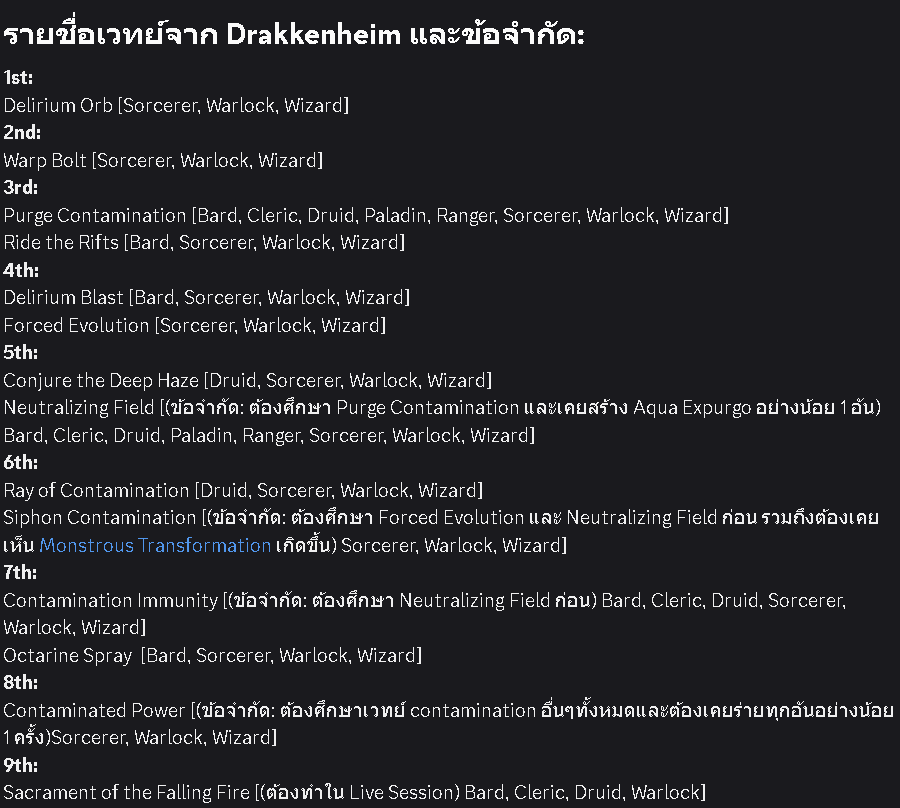 รายชื่อเวทย์จาก Drakkenheim และข้อจำกัด:
1st:
Delirium Orb [Sorcerer, Warlock, Wizard]
2nd:
Warp Bolt [Sorcerer, Warlock, Wizard]
3rd:
Purge Contamination [Bard, Cleric, Druid, Paladin, Ranger, Sorcerer, Warlock, Wizard]
Ride the Rifts [Bard, Sorcerer, Warlock, Wizard]
4th:
Delirium Blast [Bard, Sorcerer, Warlock, Wizard]
Forced Evolution [Sorcerer, Warlock, Wizard]
5th:
Conjure the Deep Haze [Druid, Sorcerer, Warlock, Wizard]
Neutralizing Field [(ข้อจำกัด: ต้องศึกษา Purge Contamination และเคยสร้าง Aqua Expurgo อย่างน้อย 1 อัน)
Bard, Cleric, Druid, Paladin, Ranger, Sorcerer, Warlock, Wizard]
6th:
Ray of Contamination [Druid, Sorcerer, Warlock, Wizard]
Siphon Contamination [(ข้อจำกัด: ต้องศึกษา Forced Evolution และ Neutralizing Field ก่อน รวมถึงต้องเคย
เห็น Monstrous Transformation เกิดขึ้น) Sorcerer, Warlock, Wizard]
7th:
Contamination Immunity [(ข้อจำกัด: ต้องศึกษา Neutralizing Field ก่อน) Bard, Cleric, Druid, Sorcerer,
Warlock, Wizard]
Octarine Spray [Bard, Sorcerer, Warlock, Wizard]
8th:
Contaminated Power [(ข้อจำกัด: ต้องศึกษาเวทย์ contamination อื่นๆทั้งหมดและต้องเคยร่ายทุกอันอย่างน้อย
1 ครั้ง)Sorcerer, Warlock, Wizard]
9th:
Sacrament of the Falling Fire [(ต้องทำใน Live Session) Bard, Cleric, Druid, Warlock]